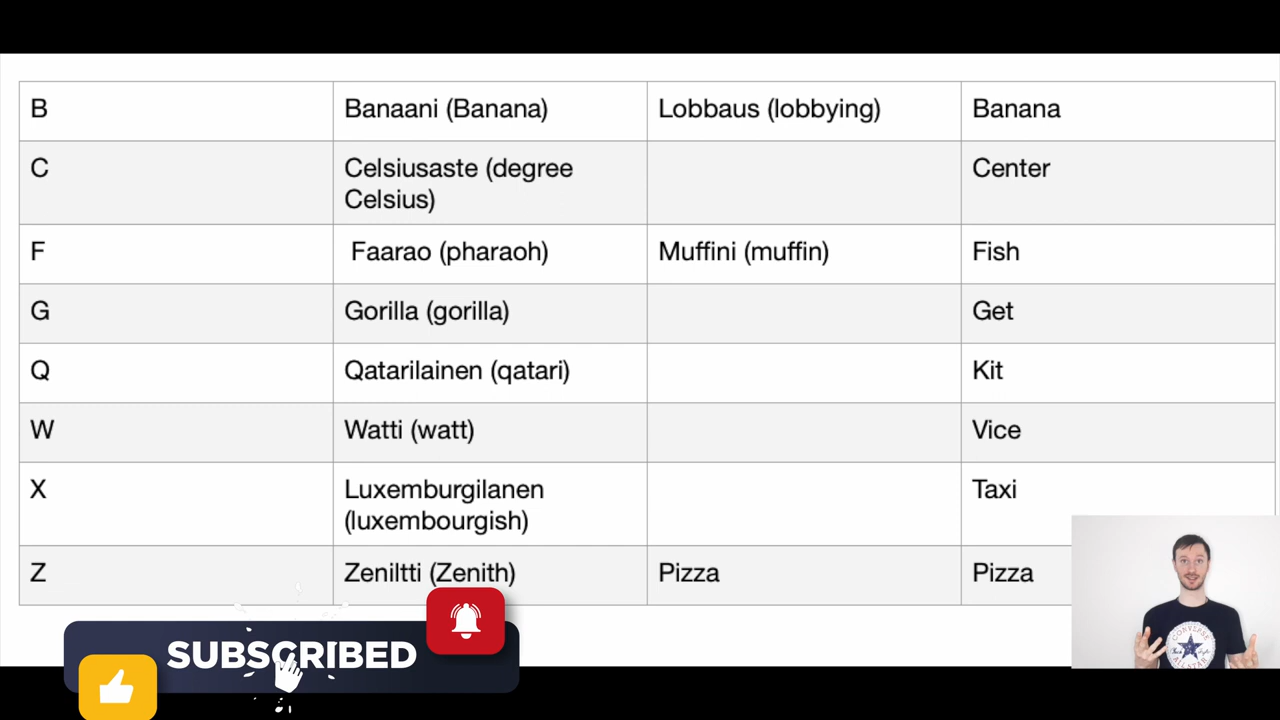 B Banaani (Banana) Lobbaus (lobbying) Banana
C Celsiusaste (degree Center
Celsius)
F Faarao (pharaoh) Muffini (muffin) Fish
G Gorilla (gorilla) Get
Q Qatarilainen (qatari) Kit
W Watti (watt) Vice
X Luxemburgilanen Taxi
(luxembourgish)
Z Zeniltti (Zenith) Pizza Pizza
SUBSCRIBED
CONVERSE